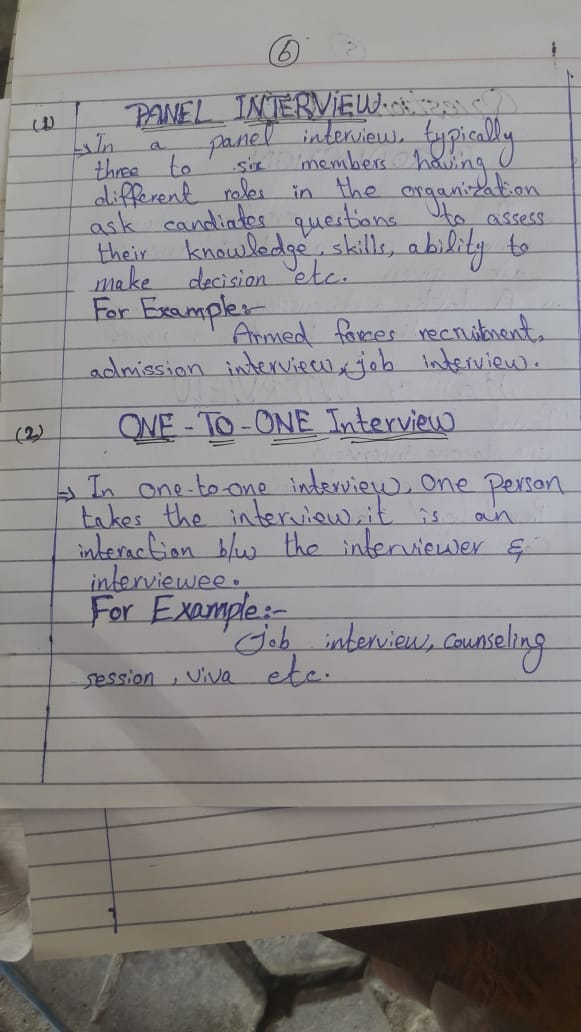 6
(1) PANEL INTERVIEW:
⇒ In a panel interview, typically
three to six members having
different roles in the organization
ask candiates questions to assess
their knowledge, skills, ability to
make decision etc.
For Example:-
Armed forces recruitment,
admission interview, job interview.
(2) ONE-TO-ONE Interview
⇒ In one-to-one interview, One Person
takes the interview, it is an
interaction b/w the interviewer &
interviewee.
For Example:-
Job interview, Counseling
session, viva etc.